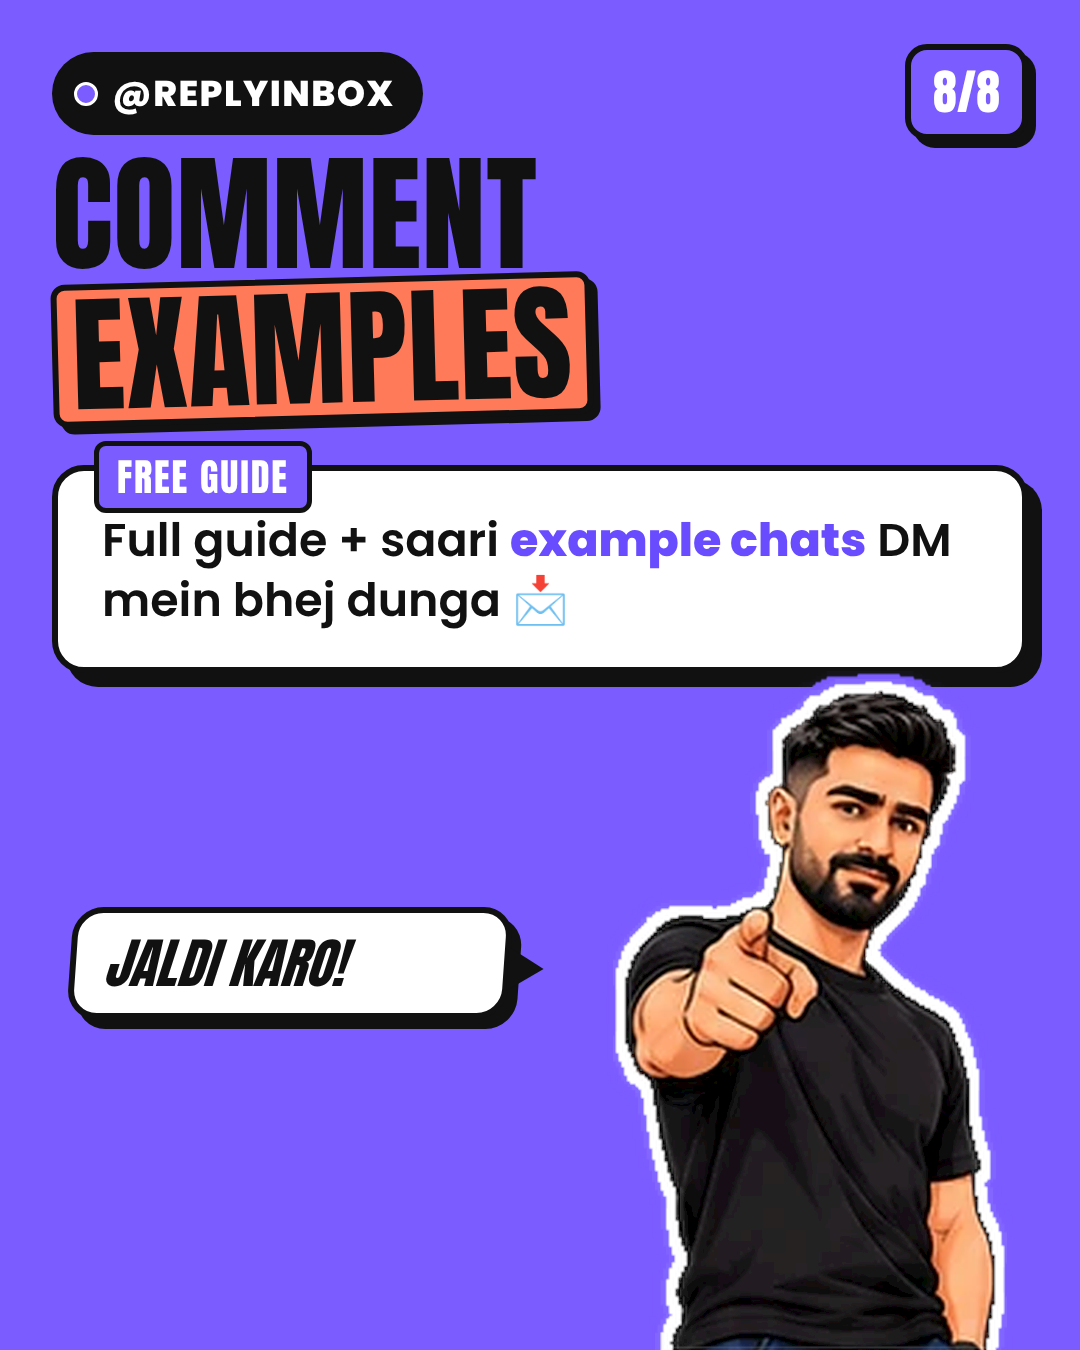 @REPLYINBOX
8/8
COMMENT
EXAMPLES
FREE GUIDE
Full guide + saari example chats DM
mein bhej dunga 📩
JALDI KARO!